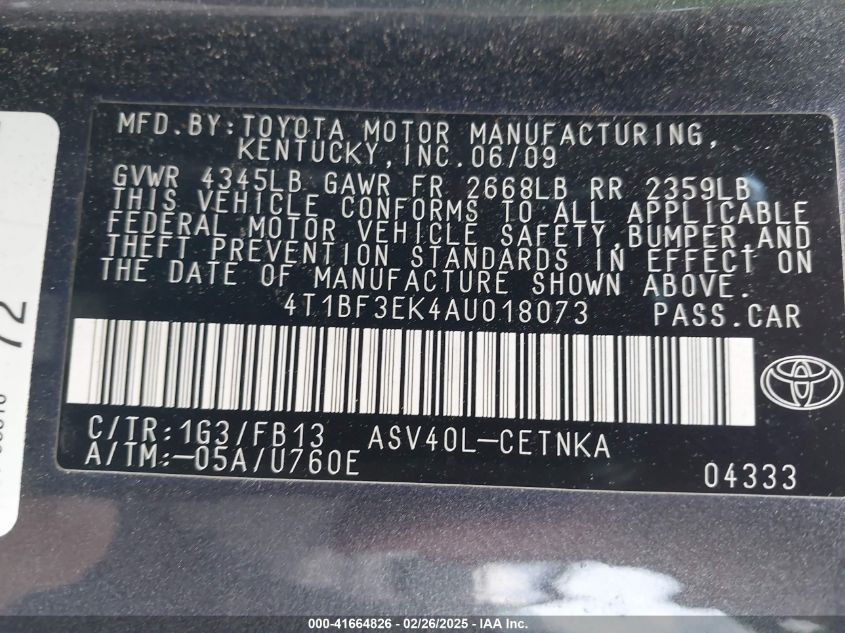 MFD.BY:TOYOTA MOTOR MANUFACTURING,
KENTUCKY,INC.06/09
GVWR 4345LB GAWR FR 2668LB RR 2359LB
THIS VEHICLE CONFORMS TO ALL APPLICABLE
FEDERAL MOTOR VEHICLE SAFETY,BUMPER,AND
THEFT PREVENTION STANDARDS IN EFFECT ON
THE DATE OF MANUFACTURE SHOWN ABOVE.
4T1BF3EK4AU018073 PASS.CAR
C/TR:1G3/FB13 ASV40L-CETNKA
A/TM:-05A/U760E
04333
72
000-41664826 - 02/26/2025 - IAA Holdings, LLC.